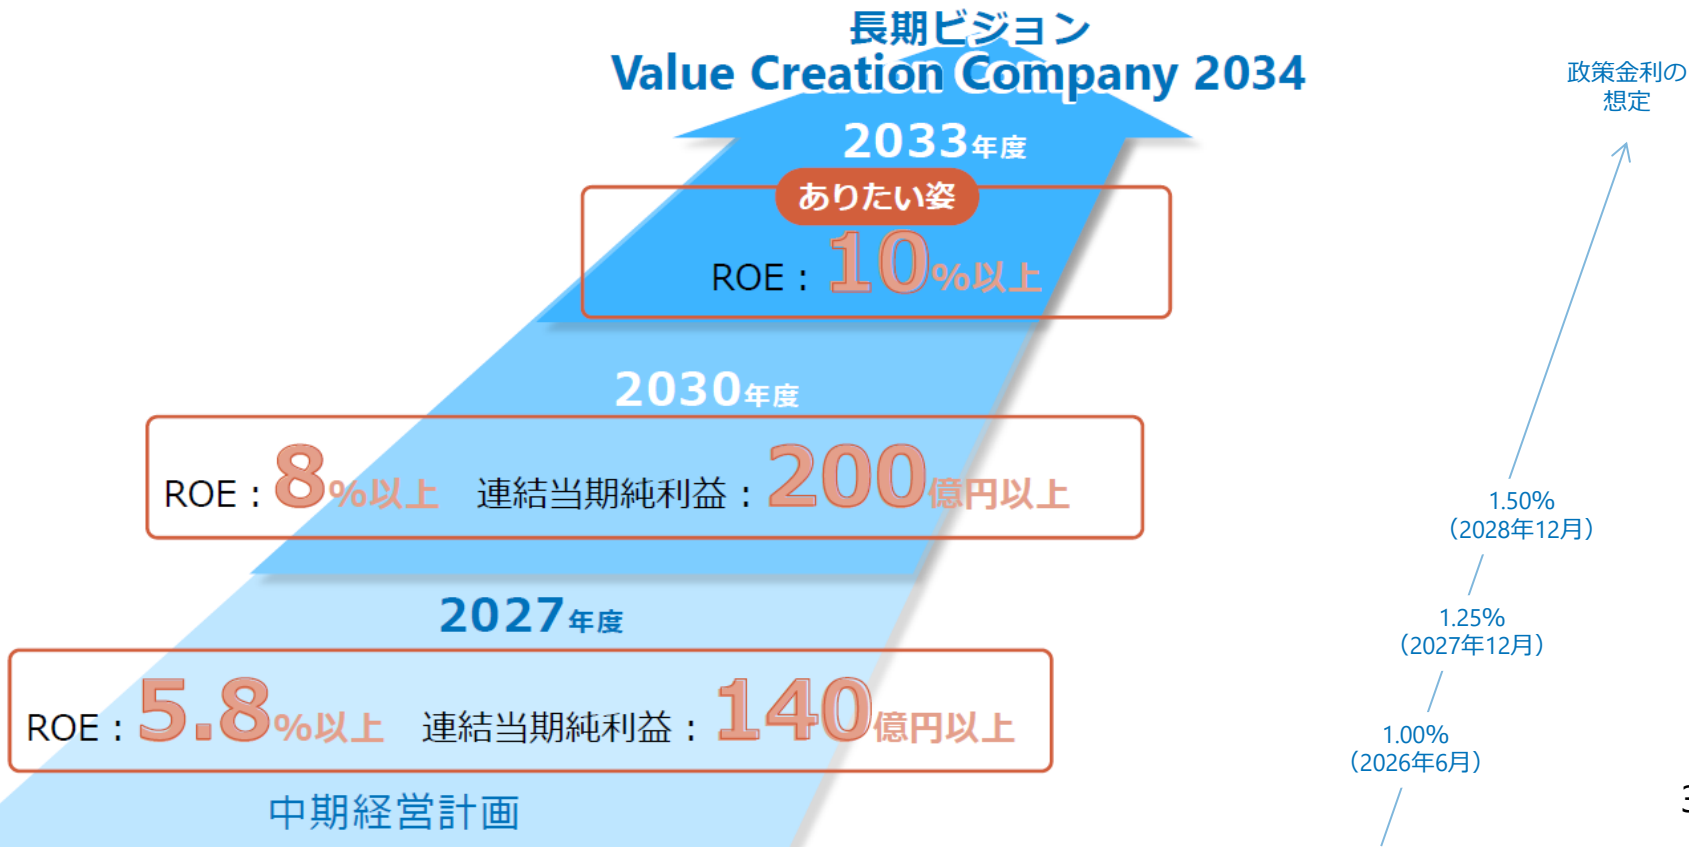 長期ビジョン
Value Creation Company 2034
政策金利の
想定
2033年度
ありたい姿
ROE：10%以上
2030年度
ROE：8%以上 連結当期純利益：200億円以上
1.50%
（2028年12月）
2027年度
1.25%
（2027年12月）
ROE：5.8%以上 連結当期純利益：140億円以上
1.00%
（2026年6月）
中期経営計画